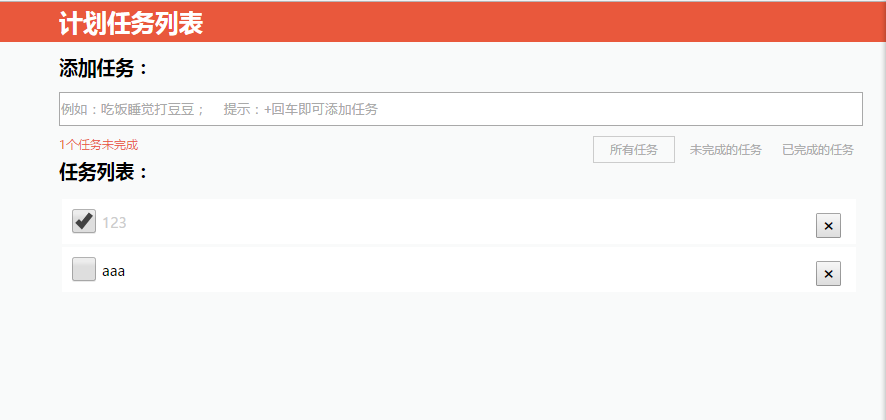 计划任务列表
添加任务：
例如：吃饭睡觉打豆豆； 提示：+回车即可添加任务
1个任务未完成
所有任务 未完成的任务 已完成的任务
任务列表：
123 ×
aaa ×